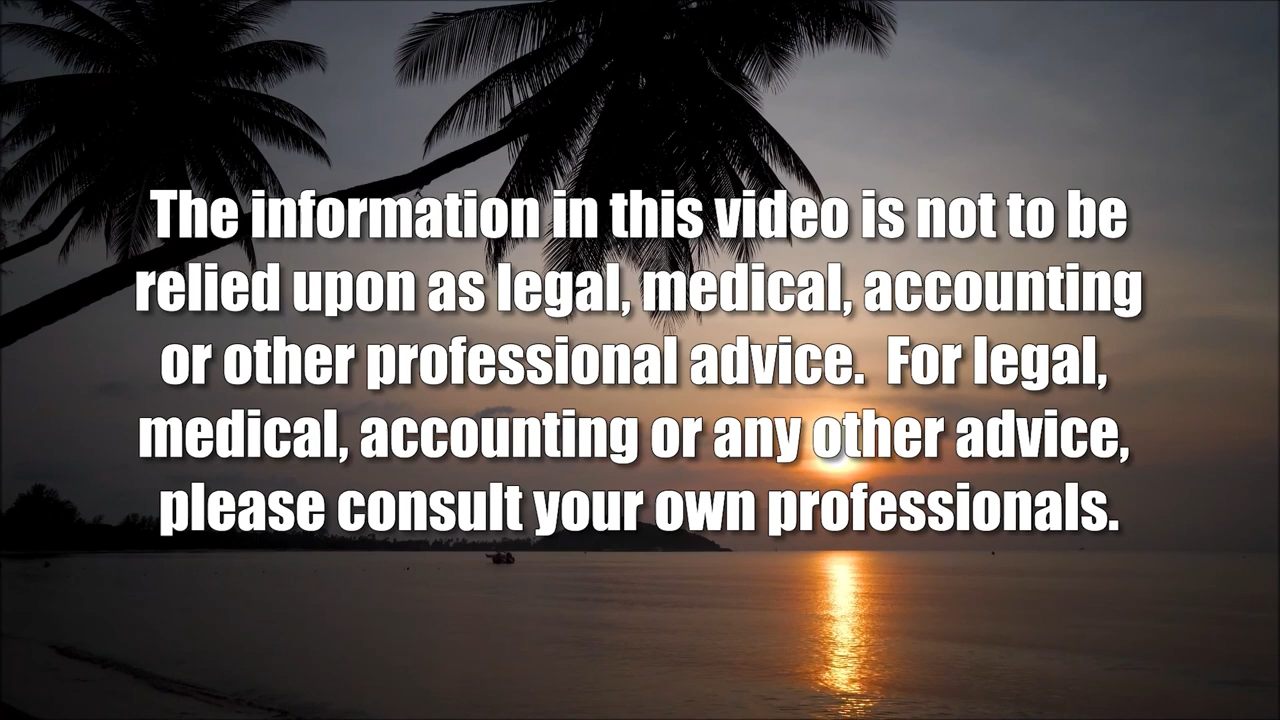 The information in this video is not to be
relied upon as legal, medical, accounting
or other professional advice.  For legal,
medical, accounting or any other advice,
please consult your own professionals.